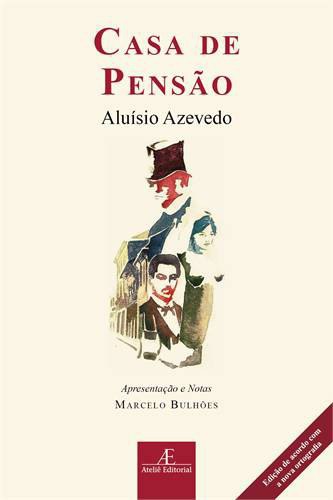 CASA DE
PENSÃO
Aluísio Azevedo
Apresentação e Notas
MARCELO BULHÕES
Edição de acordo com
a nova ortografia
Æ
Ateliê Editorial